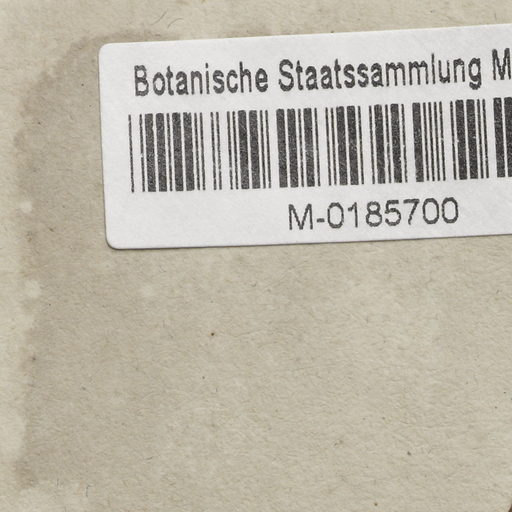 Botanische Staatssammlung M
M-0185700